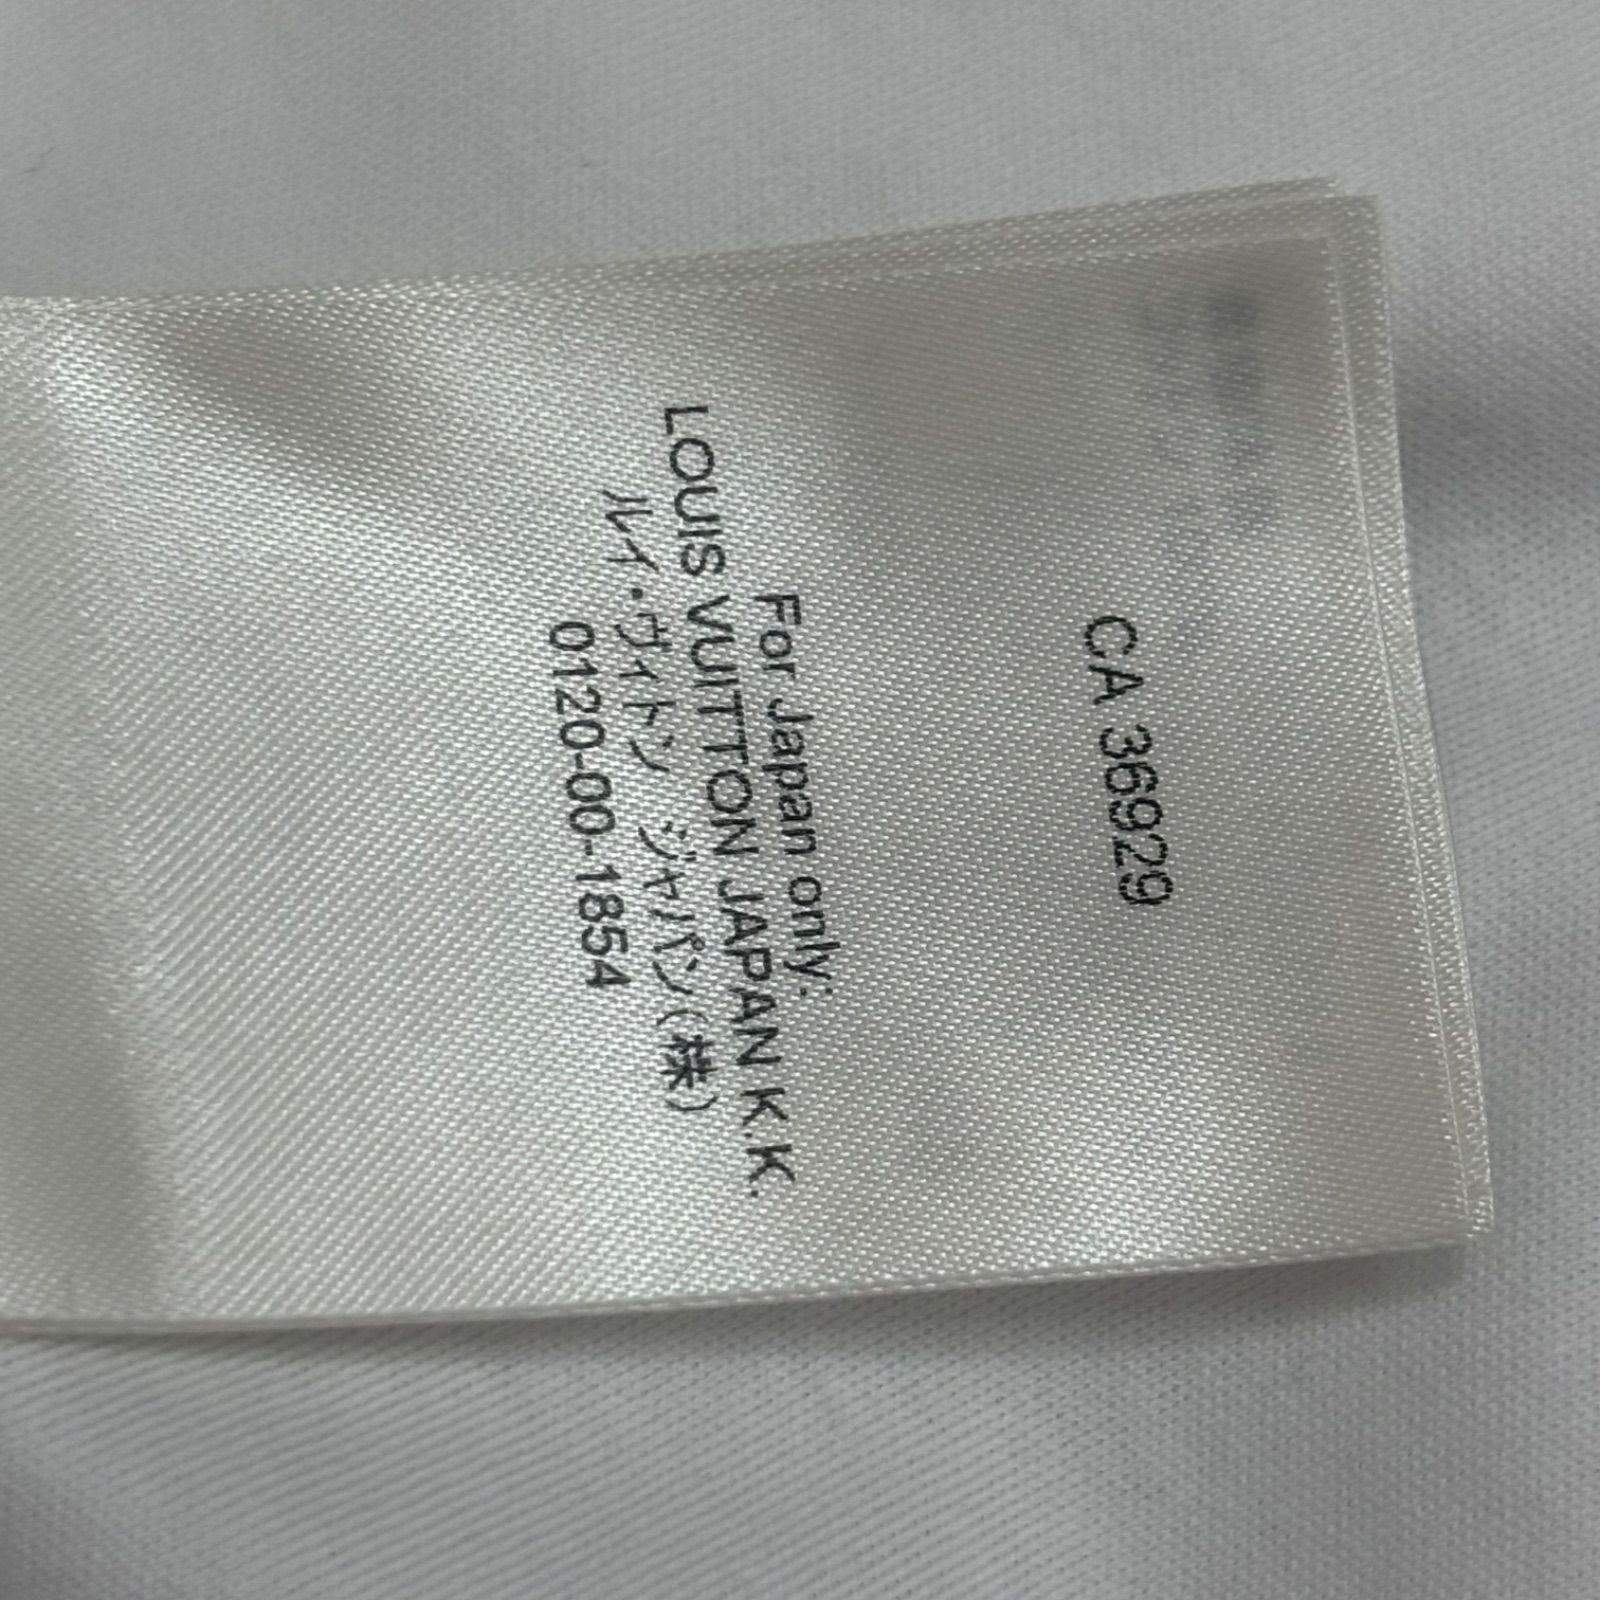 CA 36929
For Japan only:
LOUIS VUITTON JAPAN K.K.
ルイ・ヴィトン ジャパン(株)
0120-00-1854